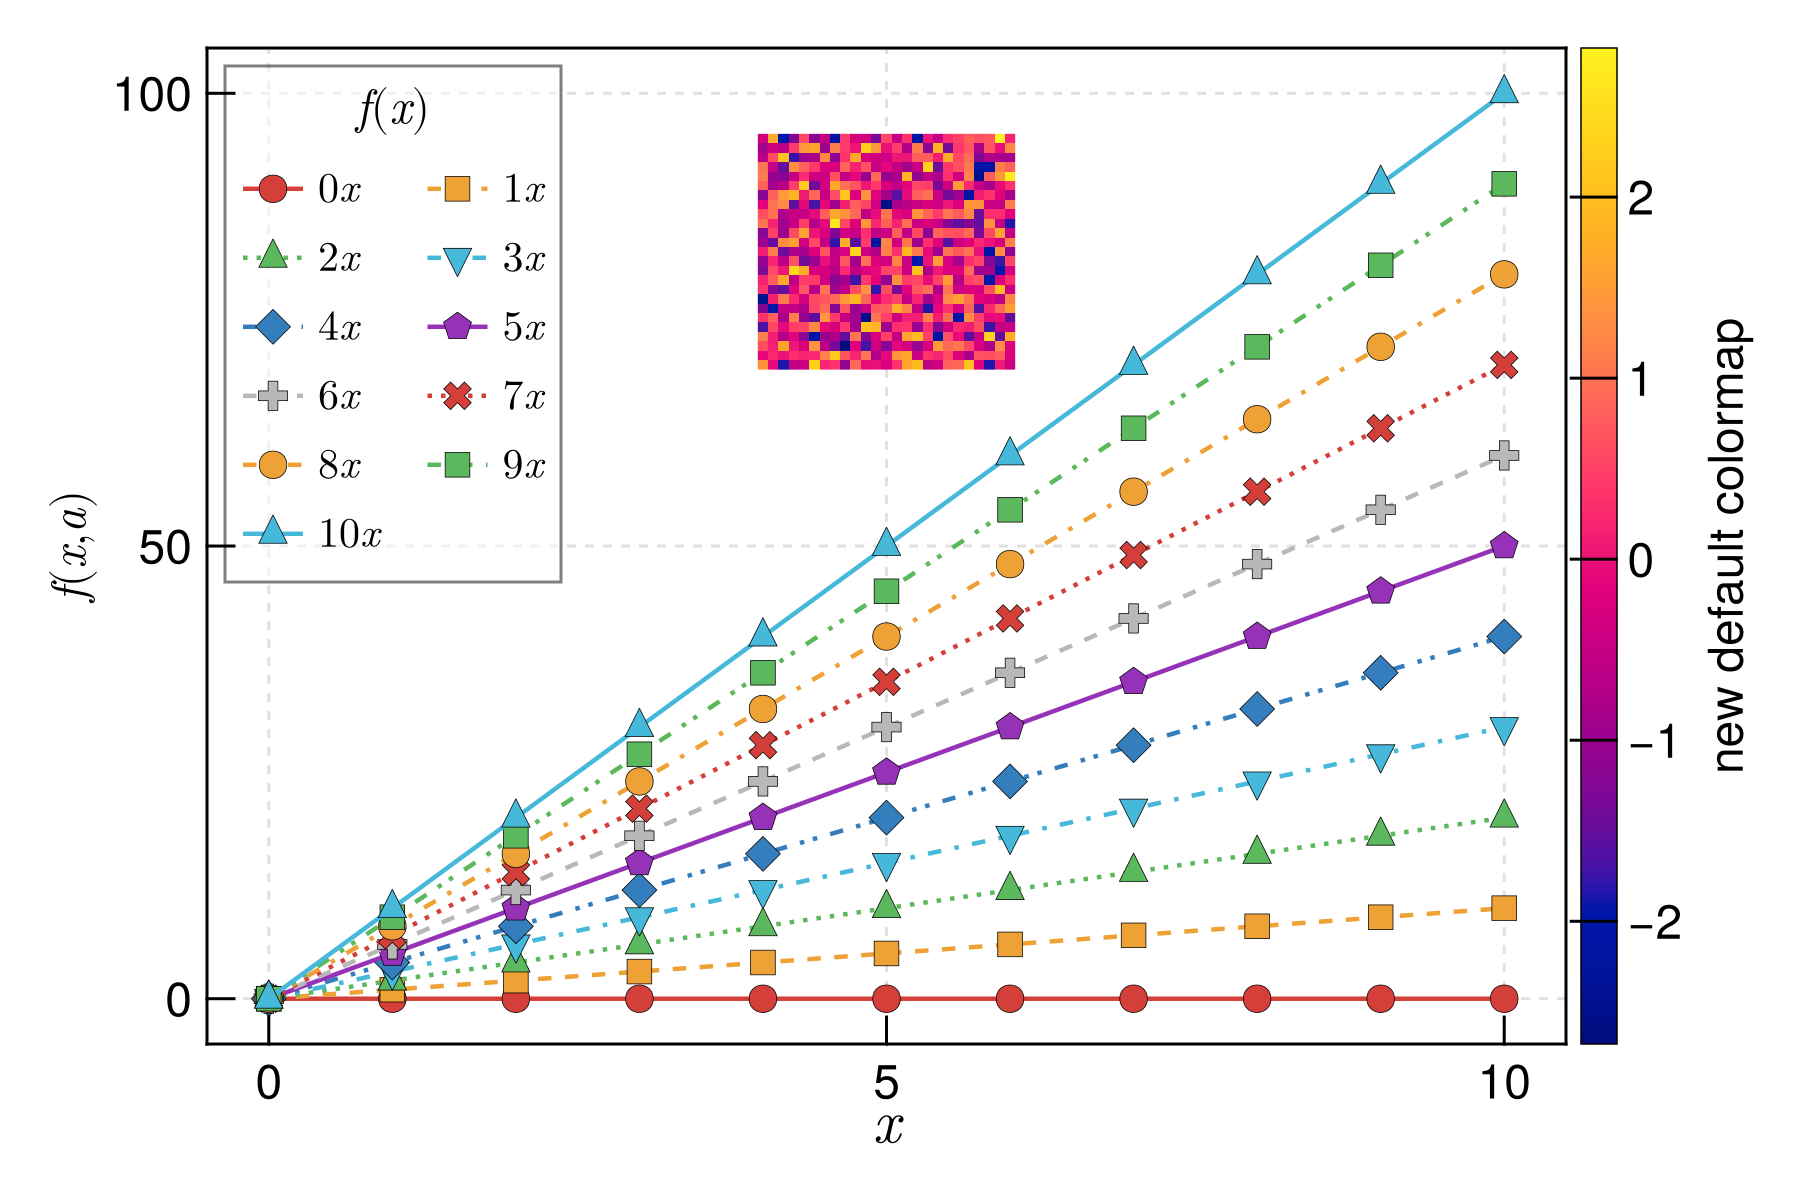 100
50
0
f(x,a)
f(x)
0x 1x
2x 3x
4x 5x
6x 7x
8x 9x
10x
0 5 10
x
2
1
0
−1
−2
new default colormap